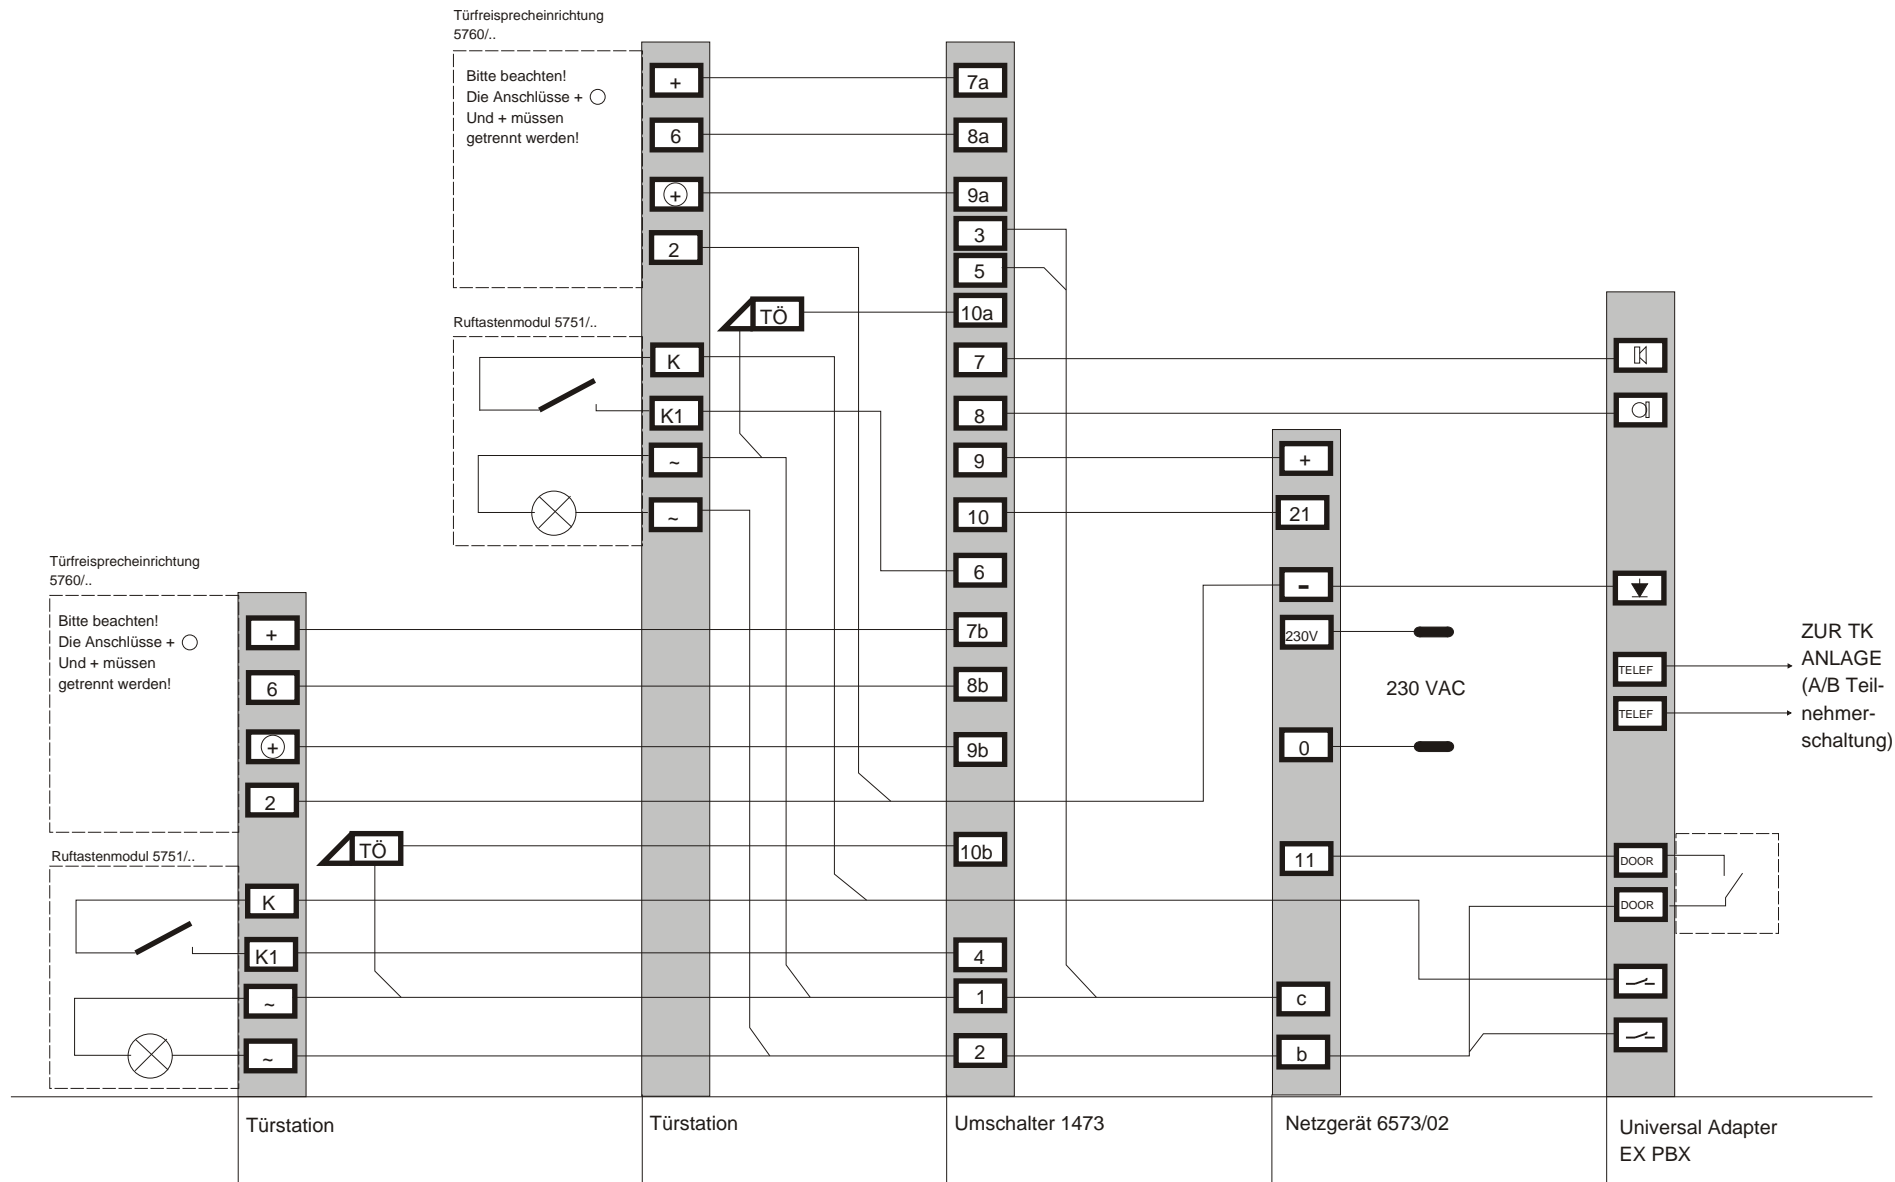 Türfreisprecheinrichtung
5760/..
Bitte beachten!
Die Anschlüsse +
Und + müssen
getrennt werden!
+
6
+
2
Ruftastenmodul 5751/..
K
K1
~
~
TÖ
7a
8a
9a
3
5
10a
7
8
9
10
6
7b
8b
9b
10b
4
1
2
Türfreisprecheinrichtung
5760/..
Bitte beachten!
Die Anschlüsse +
Und + müssen
getrennt werden!
+
6
+
2
Ruftastenmodul 5751/..
K
K1
~
~
TÖ
+
21
-
230V
230 VAC
0
11
c
b
TELEF
TELEF
DOOR
DOOR
ZUR TK
ANLAGE
(A/B Teil-
nehmer-
schaltung)
Türstation
Türstation
Umschalter 1473
Netzgerät 6573/02
Universal Adapter
EX PBX